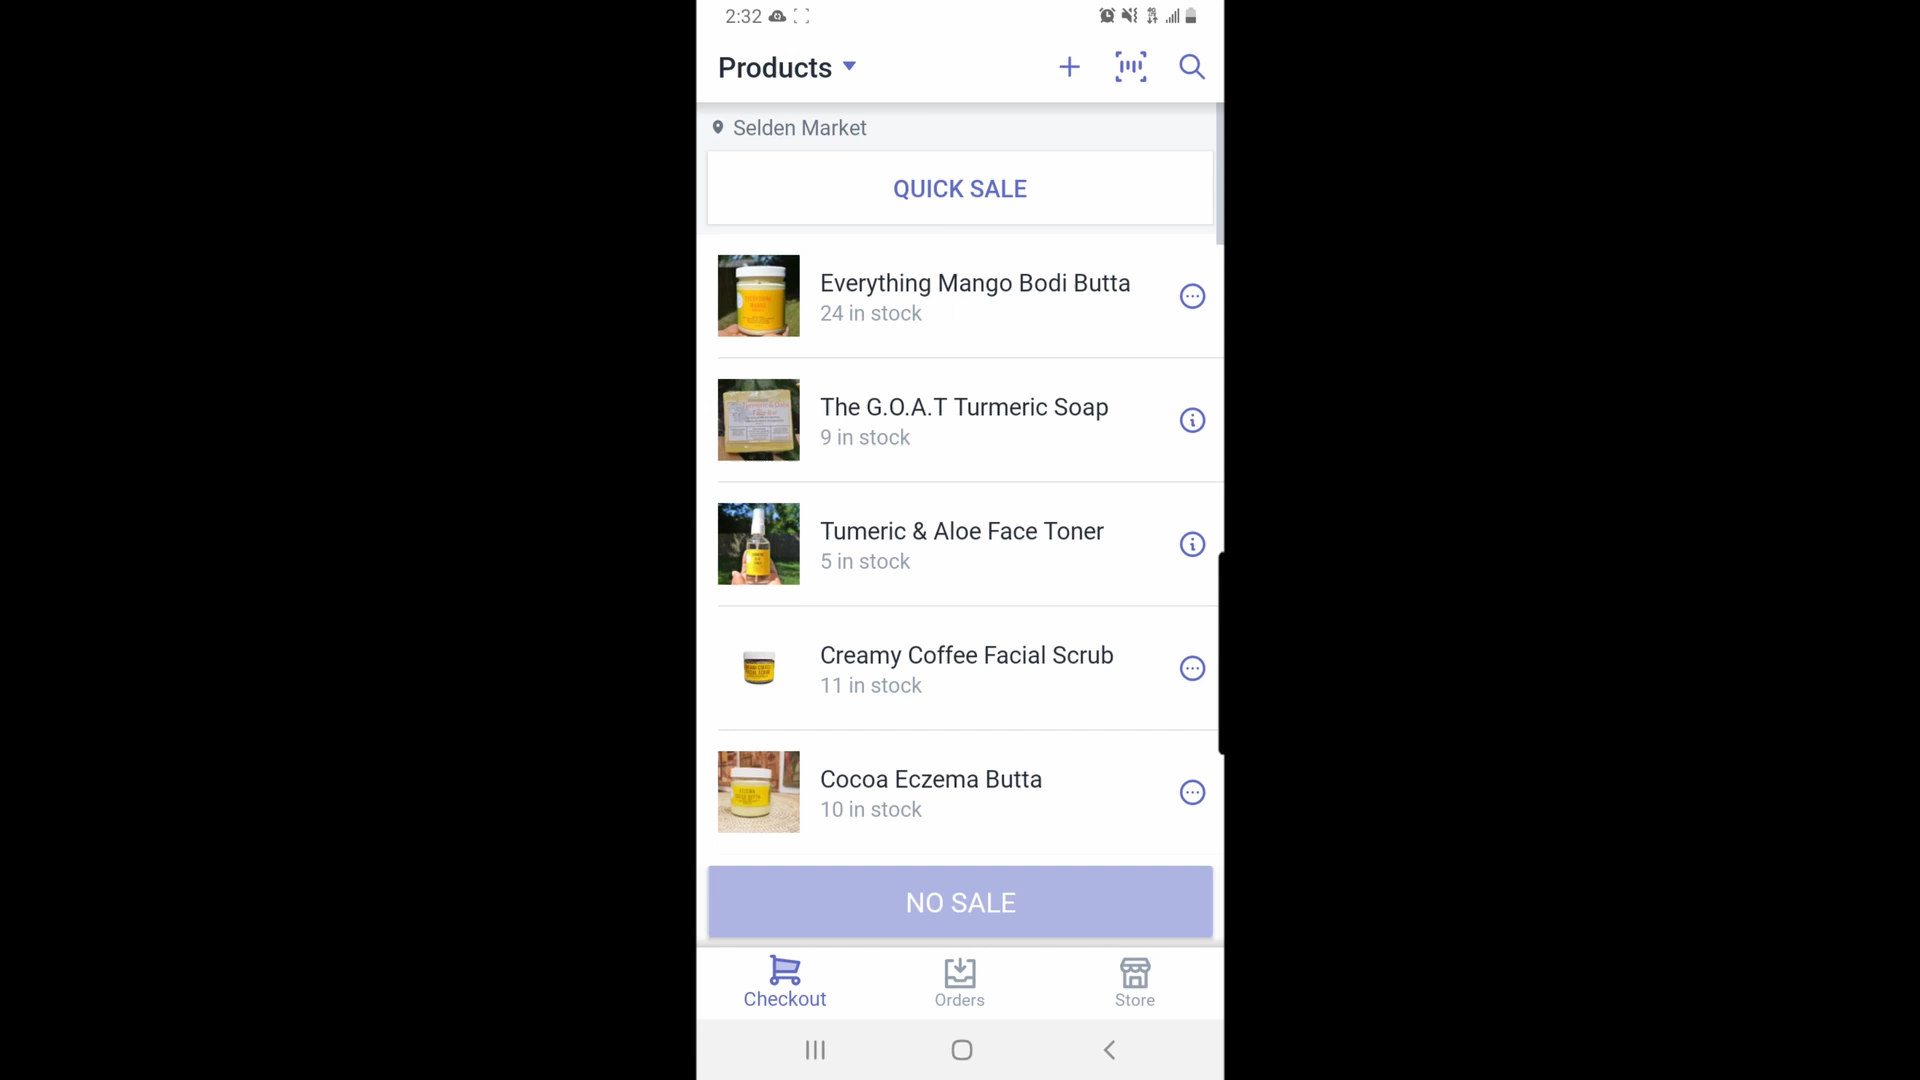 2:32
Products
Selden Market
QUICK SALE
Everything Mango Bodi Butta
24 in stock
The G.O.A.T Turmeric Soap
9 in stock
Tumeric & Aloe Face Toner
5 in stock
Creamy Coffee Facial Scrub
11 in stock
Cocoa Eczema Butta
10 in stock
NO SALE
Checkout
Orders
Store